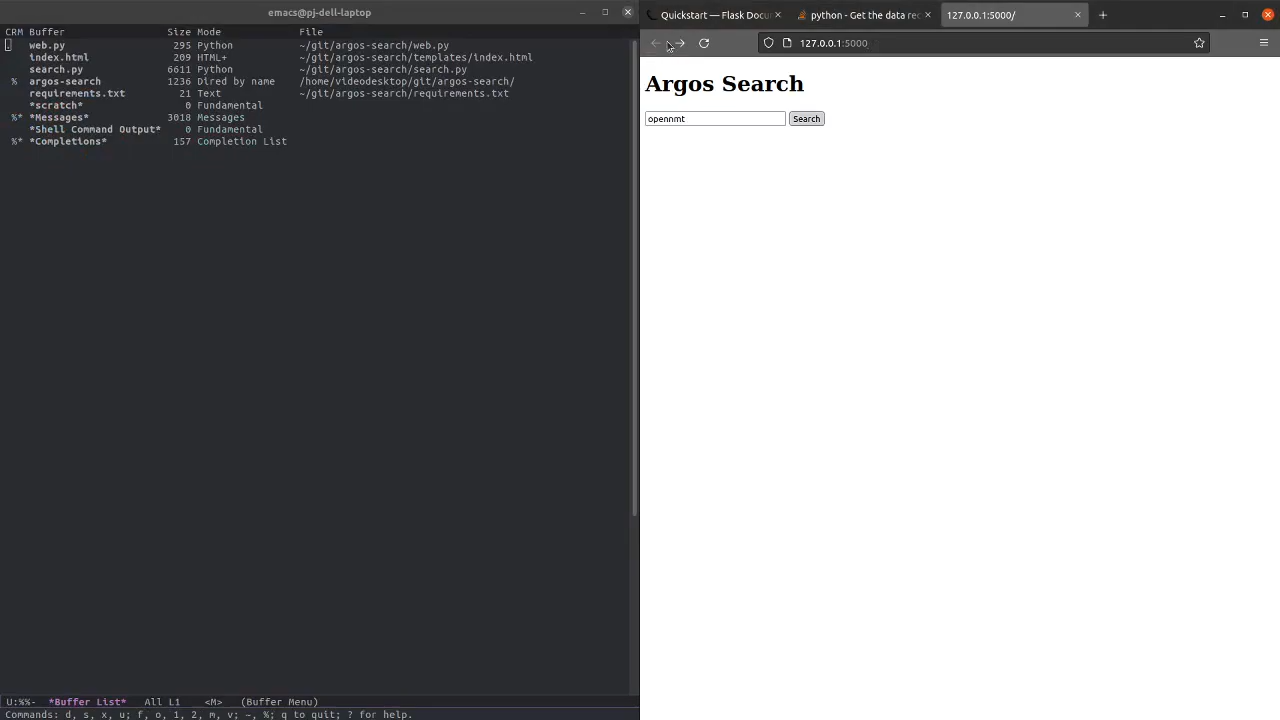 emacs@pj-dell-laptop
CRM Buffer Size Mode File
. web.py 295 Python ~/git/argos-search/web.py
index.html 209 HTML+ ~/git/argos-search/templates/index.html
search.py 6611 Python ~/git/argos-search/search.py
% argos-search 1236 Dired by name /home/videodesktop/git/argos-search/
requirements.txt 21 Text ~/git/argos-search/requirements.txt
*scratch* 0 Fundamental
%* *Messages* 3018 Messages
*Shell Command Output* 0 Fundamental
%* *Completions* 157 Completion List
U:%%- *Buffer List* All L1 <M> (Buffer Menu)
Commands: d, s, x, u; f, o, 1, 2, m, v; ~, %; q to quit; ? for help.
Quickstart — Flask Docu
python - Get the data rec
127.0.0.1:5000/
127.0.0.1:5000
Argos Search
opennmt
Search